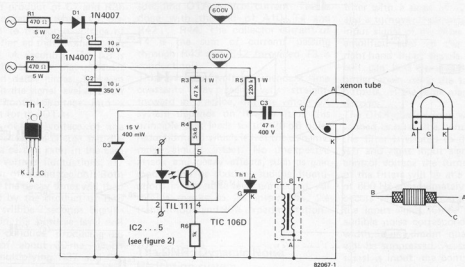 R1
470 Ω
5 W
D1
1N4007
600V
D2
1N4007
C1
10 µ
350 V
R2
470 Ω
5 W
300V
C2
10 µ
350 V
R3
47 k
1 W
R5
220 k
1 W
xenon tube
A
G
K
A
G
K
Th 1
K
A
G
15 V
400 mW
D3
R4
5k6
C3
47 n
400 V
1
5
2
4
TIL 111
IC2 ... 5
(see figure 2)
Th1
A
G
K
TIC 106D
R6
1k
C
B
Tr
A
B
A
C
82067-1